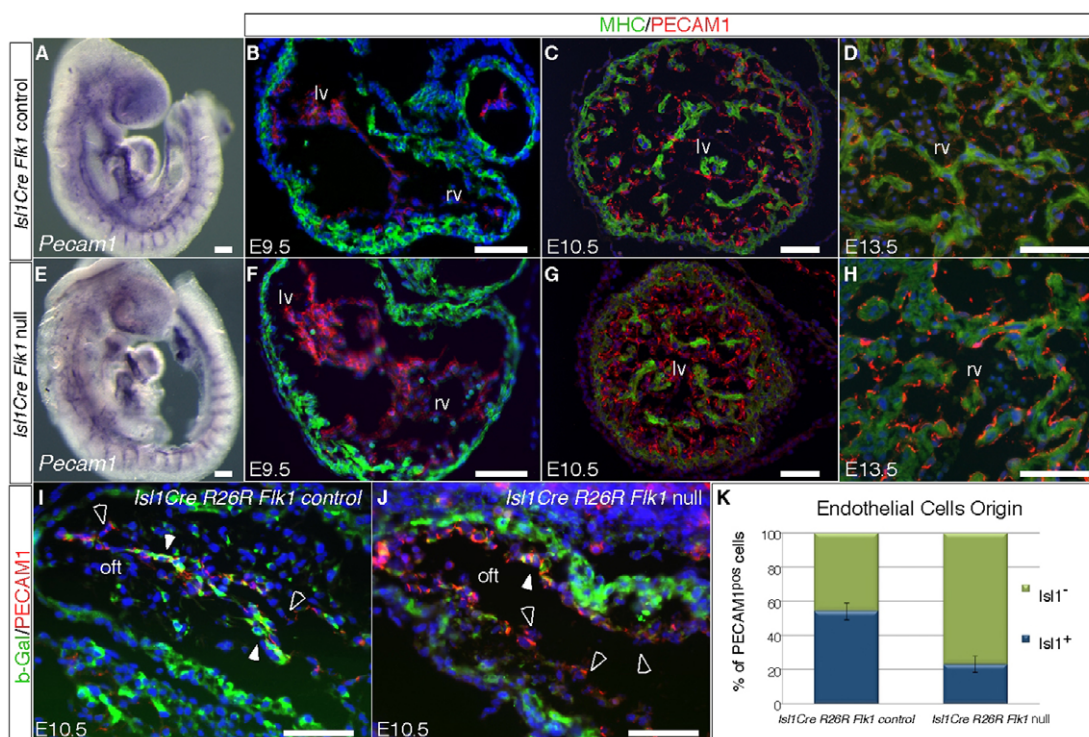 MHC/PECAM1
Isl1Cre Flk1 control
A
Pecam1
B
lv
rv
E9.5
C
lv
E10.5
D
rv
E13.5
Isl1Cre Flk1 null
E
Pecam1
F
lv
rv
E9.5
G
lv
E10.5
H
rv
E13.5
b-Gal/PECAM1
I
Isl1Cre R26R Flk1 control
oft
E10.5
J
Isl1Cre R26R Flk1 null
oft
E10.5
K
Endothelial Cells Origin
% of PECAM1pos cells
100
80
60
40
20
0
Isl1-
Isl1+
Isl1Cre R26R Flk1 control
Isl1Cre R26R Flk1 null